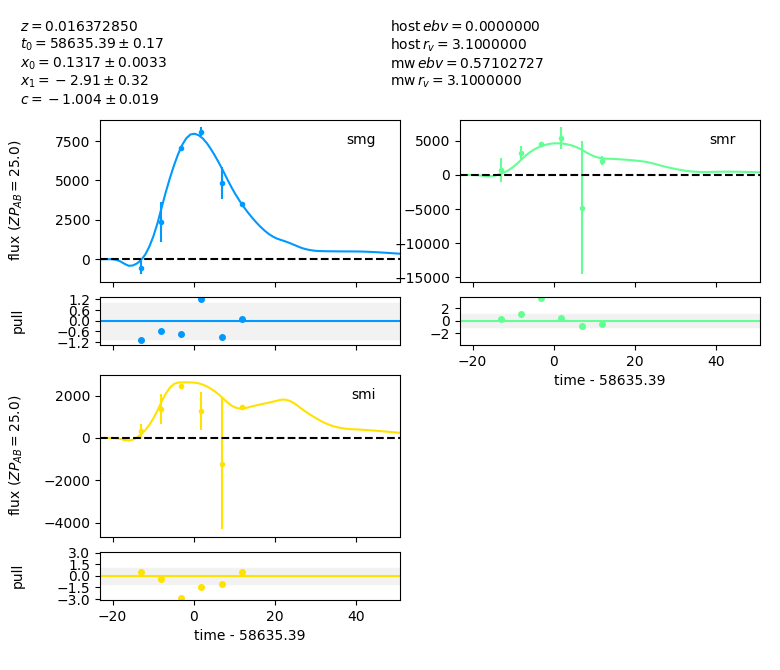 z = 0.016372850
t₀ = 58635.39 ± 0.17
x₀ = 0.1317 ± 0.0033
x₁ = −2.91 ± 0.32
c = −1.004 ± 0.019
host ebv = 0.0000000
host r_v = 3.1000000
mw ebv = 0.57102727
mw r_v = 3.1000000
flux (ZP_AB = 25.0)
7500
5000
2500
0
smg
5000
0
−5000
−10000
−15000
smr
pull
1.2
0.6
0.0
−0.6
−1.2
2
0
−2
−20
0
20
40
time - 58635.39
flux (ZP_AB = 25.0)
2000
0
−2000
−4000
smi
pull
3.0
1.5
0.0
−1.5
−3.0
−20
0
20
40
time - 58635.39